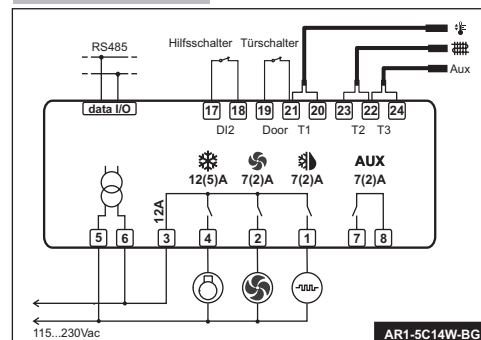 RS485 Hilfsschalter Türschalter
Aux
data I/O 17 18 19 21 20 23 22 24
DI2 Door T1 T2 T3
AUX
12(5)A 7(2)A 7(2)A 7(2)A
12A
5 6 3 4 2 1 7 8
115...230Vac
AR1-5C14W-BG